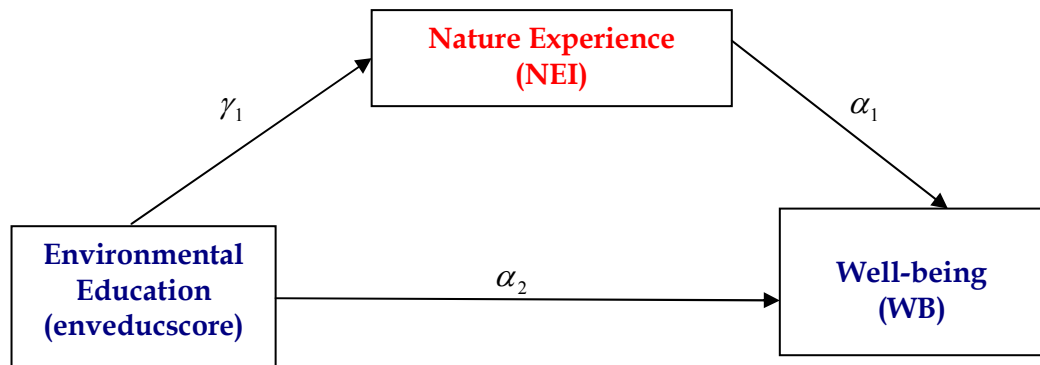 Nature Experience
(NEI)
γ₁
α₁
Environmental
Education
(enveducscore)
α₂
Well-being
(WB)